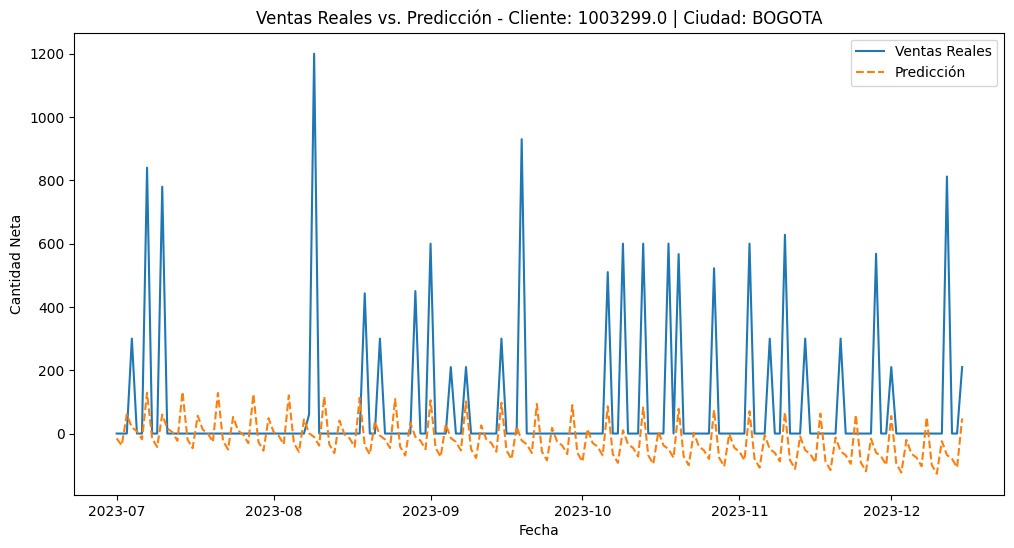 Ventas Reales vs. Predicción - Cliente: 1003299.0 | Ciudad: BOGOTA
Ventas Reales
Predicción
Cantidad Neta
1200
1000
800
600
400
200
0
2023-07
2023-08
2023-09
2023-10
2023-11
2023-12
Fecha